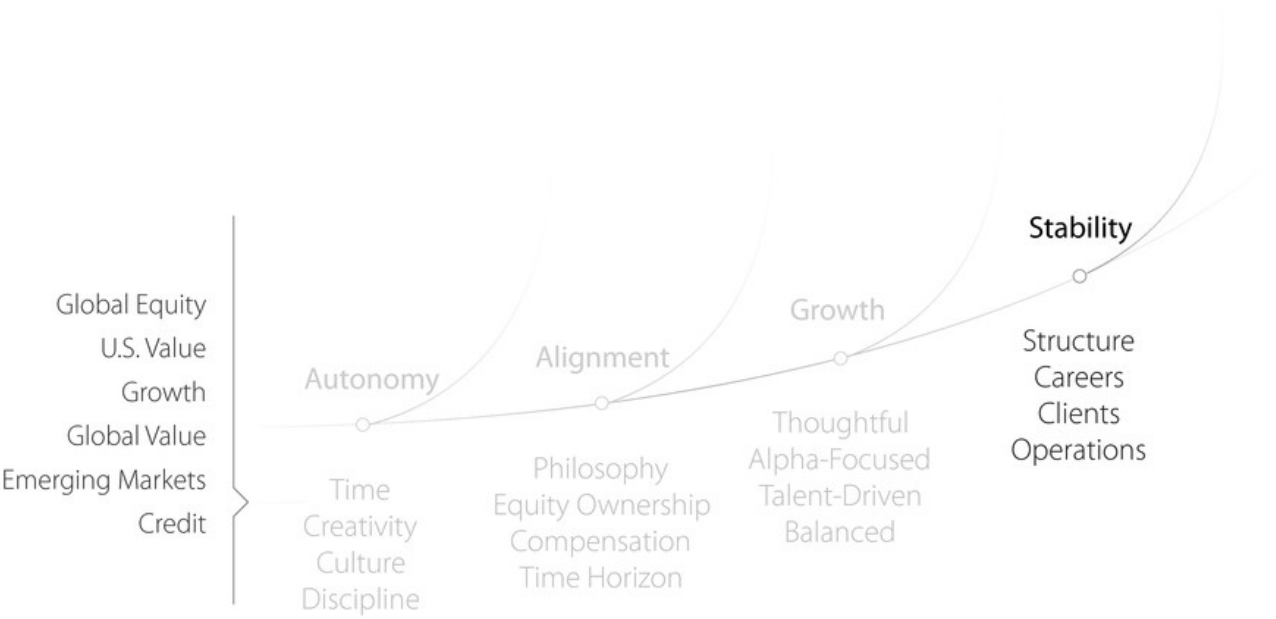 Global Equity
U.S. Value
Growth
Global Value
Emerging Markets
Credit
Autonomy
Time
Creativity
Culture
Discipline
Alignment
Philosophy
Equity Ownership
Compensation
Time Horizon
Growth
Thoughtful
Alpha-Focused
Talent-Driven
Balanced
Stability
Structure
Careers
Clients
Operations